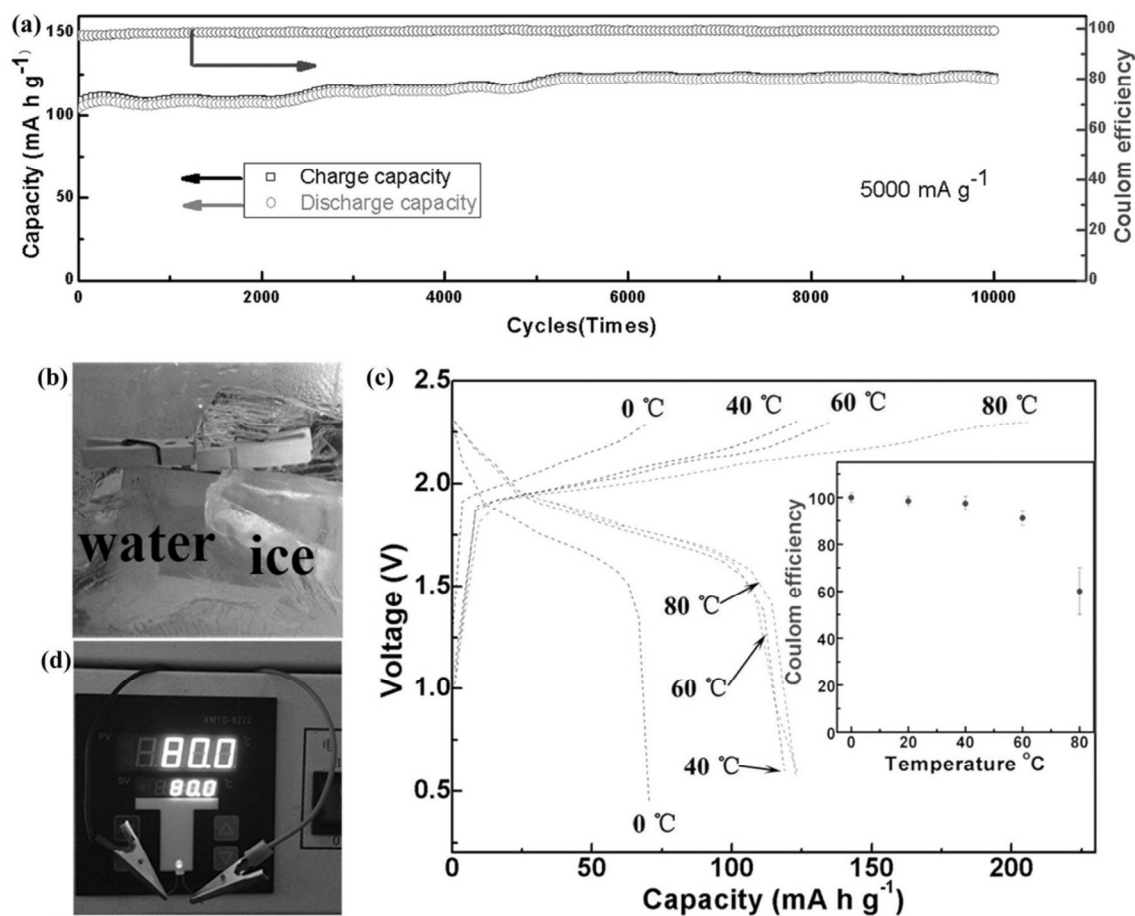 (a)
150
100
50
0
Capacity (mA h g-1)
100
80
60
40
20
0
Coulom efficiency
Charge capacity
Discharge capacity
5000 mA g-1
0 2000 4000 6000 8000 10000
Cycles(Times)
(b)
water ice
(c)
2.5
2.0
1.5
1.0
0.5
Voltage (V)
0 ℃ 40 ℃ 60 ℃ 80 ℃
80 ℃
60 ℃
40 ℃
0 ℃
100
80
60
40
20
0
Coulom efficiency
0 20 40 60 80
Temperature °C
0 50 100 150 200
Capacity (mA h g-1)
(d)
XMTD-6222
PV 80.0 ℃
SV 80.0 ℃